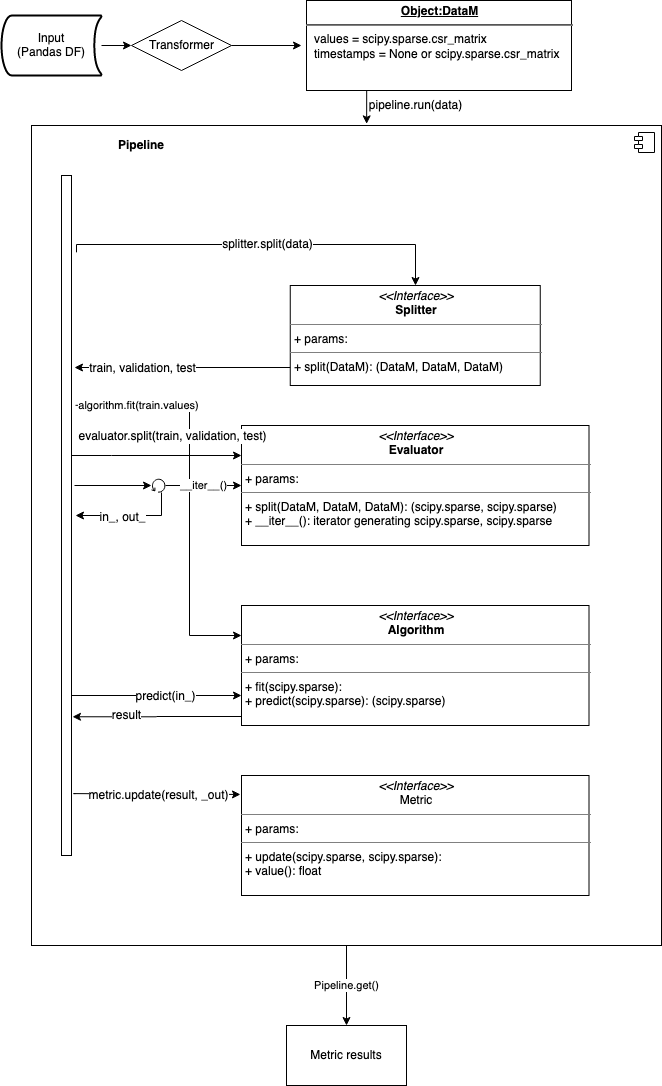 Input
(Pandas DF)
Transformer
Object:DataM
values = scipy.sparse.csr_matrix
timestamps = None or scipy.sparse.csr_matrix
pipeline.run(data)
Pipeline
splitter.split(data)
<<Interface>>
Splitter
+ params:
+ split(DataM): (DataM, DataM, DataM)
train, validation, test
algorithm.fit(train.values)
evaluator.split(train, validation, test)
<<Interface>>
Evaluator
+ params:
__iter__()
+ split(DataM, DataM, DataM): (scipy.sparse, scipy.sparse)
+ __iter__(): iterator generating scipy.sparse, scipy.sparse
in_, out_
<<Interface>>
Algorithm
+ params:
+ fit(scipy.sparse):
+ predict(scipy.sparse): (scipy.sparse)
predict(in_)
result
<<Interface>>
Metric
metric.update(result, _out)
+ params:
+ update(scipy.sparse, scipy.sparse):
+ value(): float
Pipeline.get()
Metric results